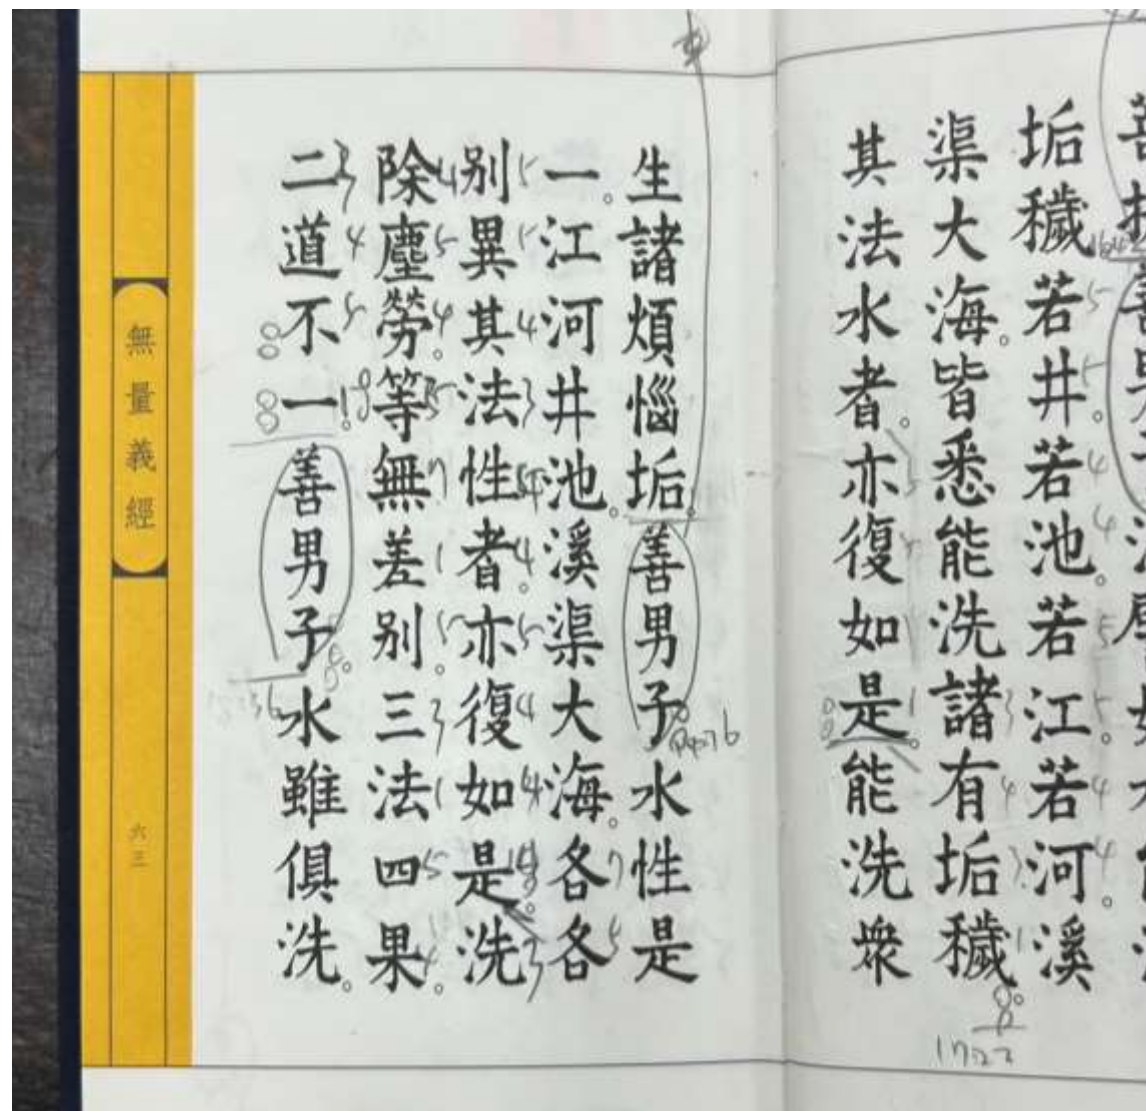 垢穢若井。若池。若江。若河。溪
渠大海。皆悉能洗諸有垢穢。
其法水者。亦復如是。能洗衆
生諸煩惱垢。善男子。水性是
一。江河井池。溪渠大海。各各
别異其法性者。亦復如是。洗
除塵勞。等無差别。三法四果。
二道不一。善男子。水雖俱洗。
無量義經
六三